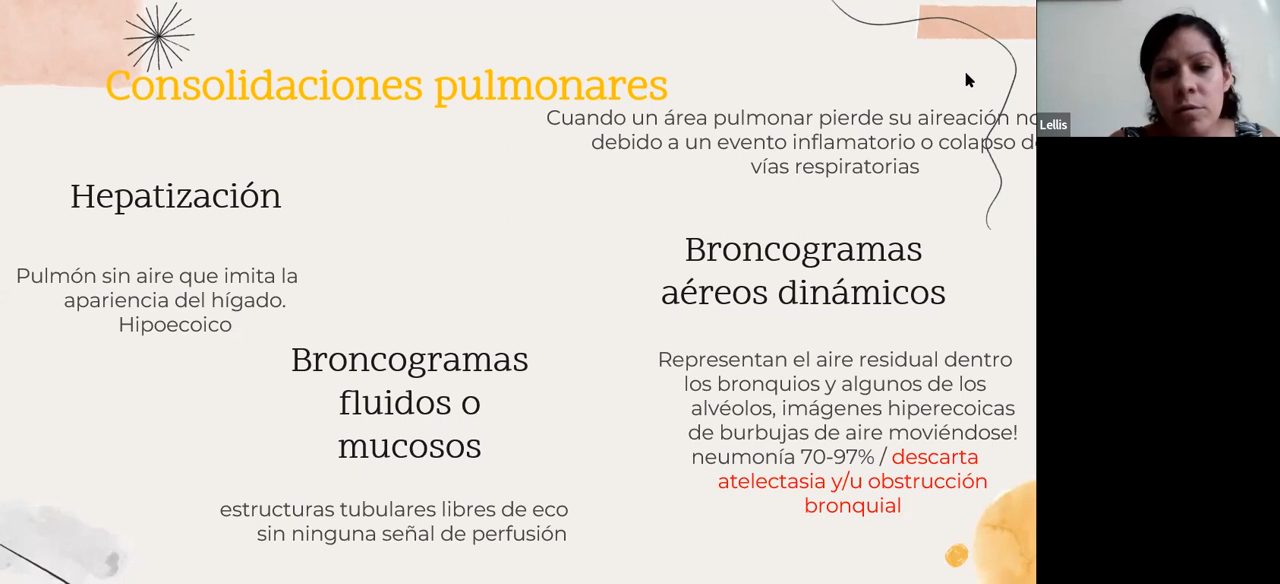 Consolidaciones pulmonares
Cuando un área pulmonar pierde su aireación
debido a un evento inflamatorio o colapso
vías respiratorias
Lellis
Hepatización
Pulmón sin aire que imita la
apariencia del hígado.
Hipoecoico
Broncogramas
fluidos o
mucosos
estructuras tubulares libres de eco
sin ninguna señal de perfusión
Broncogramas
aéreos dinámicos
Representan el aire residual dentro
los bronquios y algunos de los
alvéolos, imágenes hiperecoicas
de burbujas de aire moviéndose!
neumonía 70-97% / descarta
atelectasia y/u obstrucción
bronquial